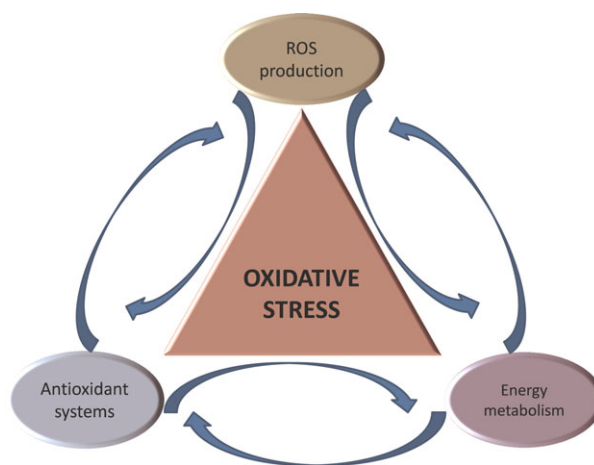 ROS
production
OXIDATIVE
STRESS
Antioxidant
systems
Energy
metabolism